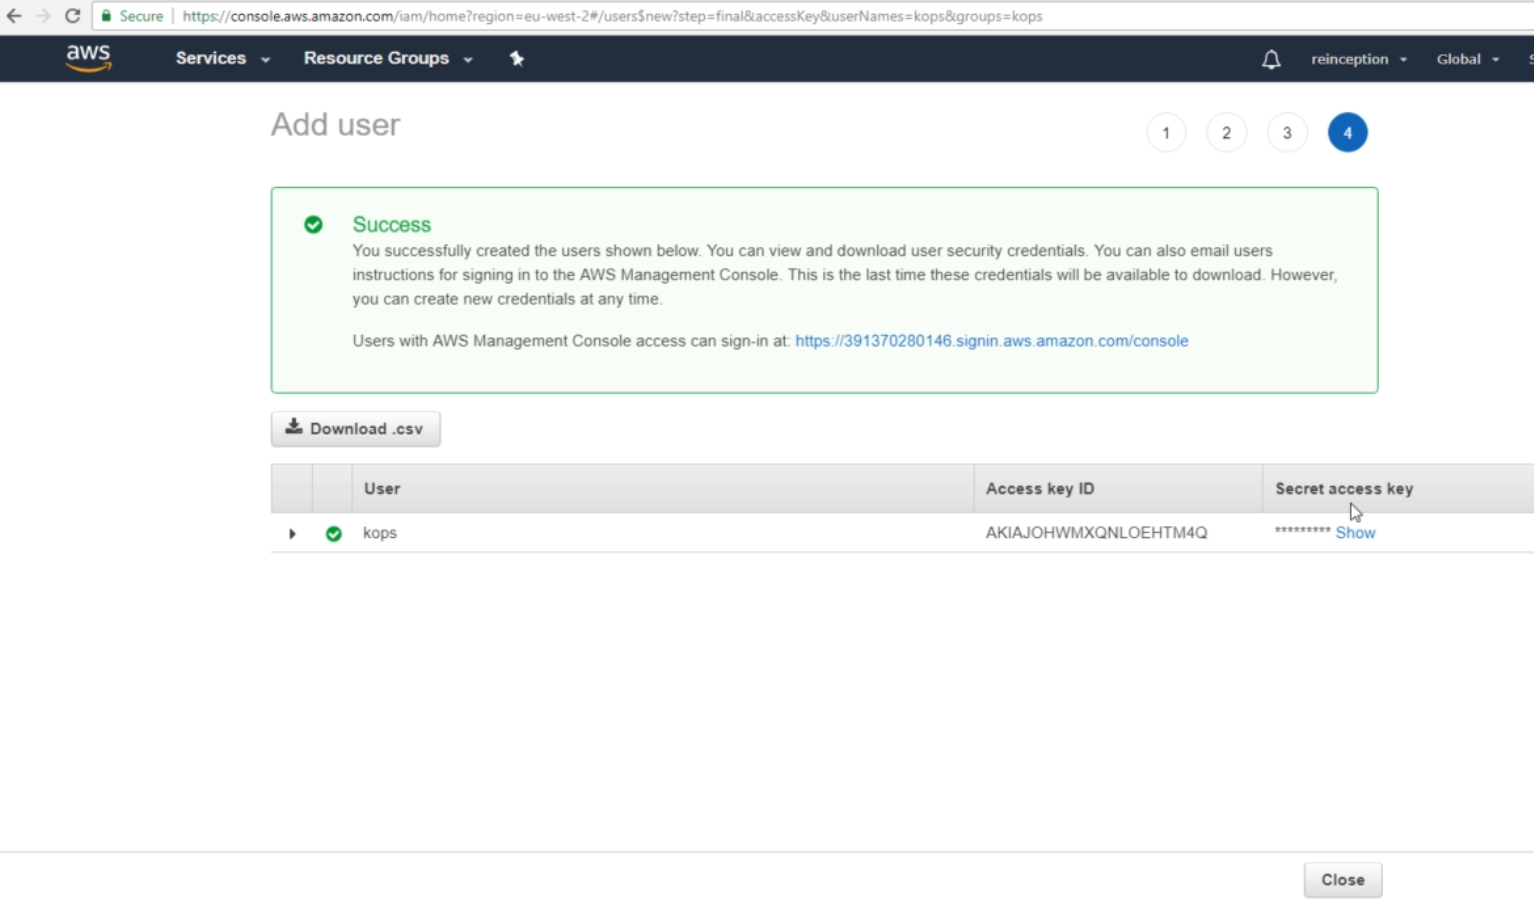 Secure https://console.aws.amazon.com/iam/home?region=eu-west-2#/users$new?step=final&accessKey&userNames=kops&groups=kops
aws Services Resource Groups reinception Global S
Add user 1 2 3 4
Success
You successfully created the users shown below. You can view and download user security credentials. You can also email users
instructions for signing in to the AWS Management Console. This is the last time these credentials will be available to download. However,
you can create new credentials at any time.
Users with AWS Management Console access can sign-in at: https://391370280146.signin.aws.amazon.com/console
Download .csv
User Access key ID Secret access key
kops AKIAJOHWMXQNLOEHTM4Q ********* Show
Close